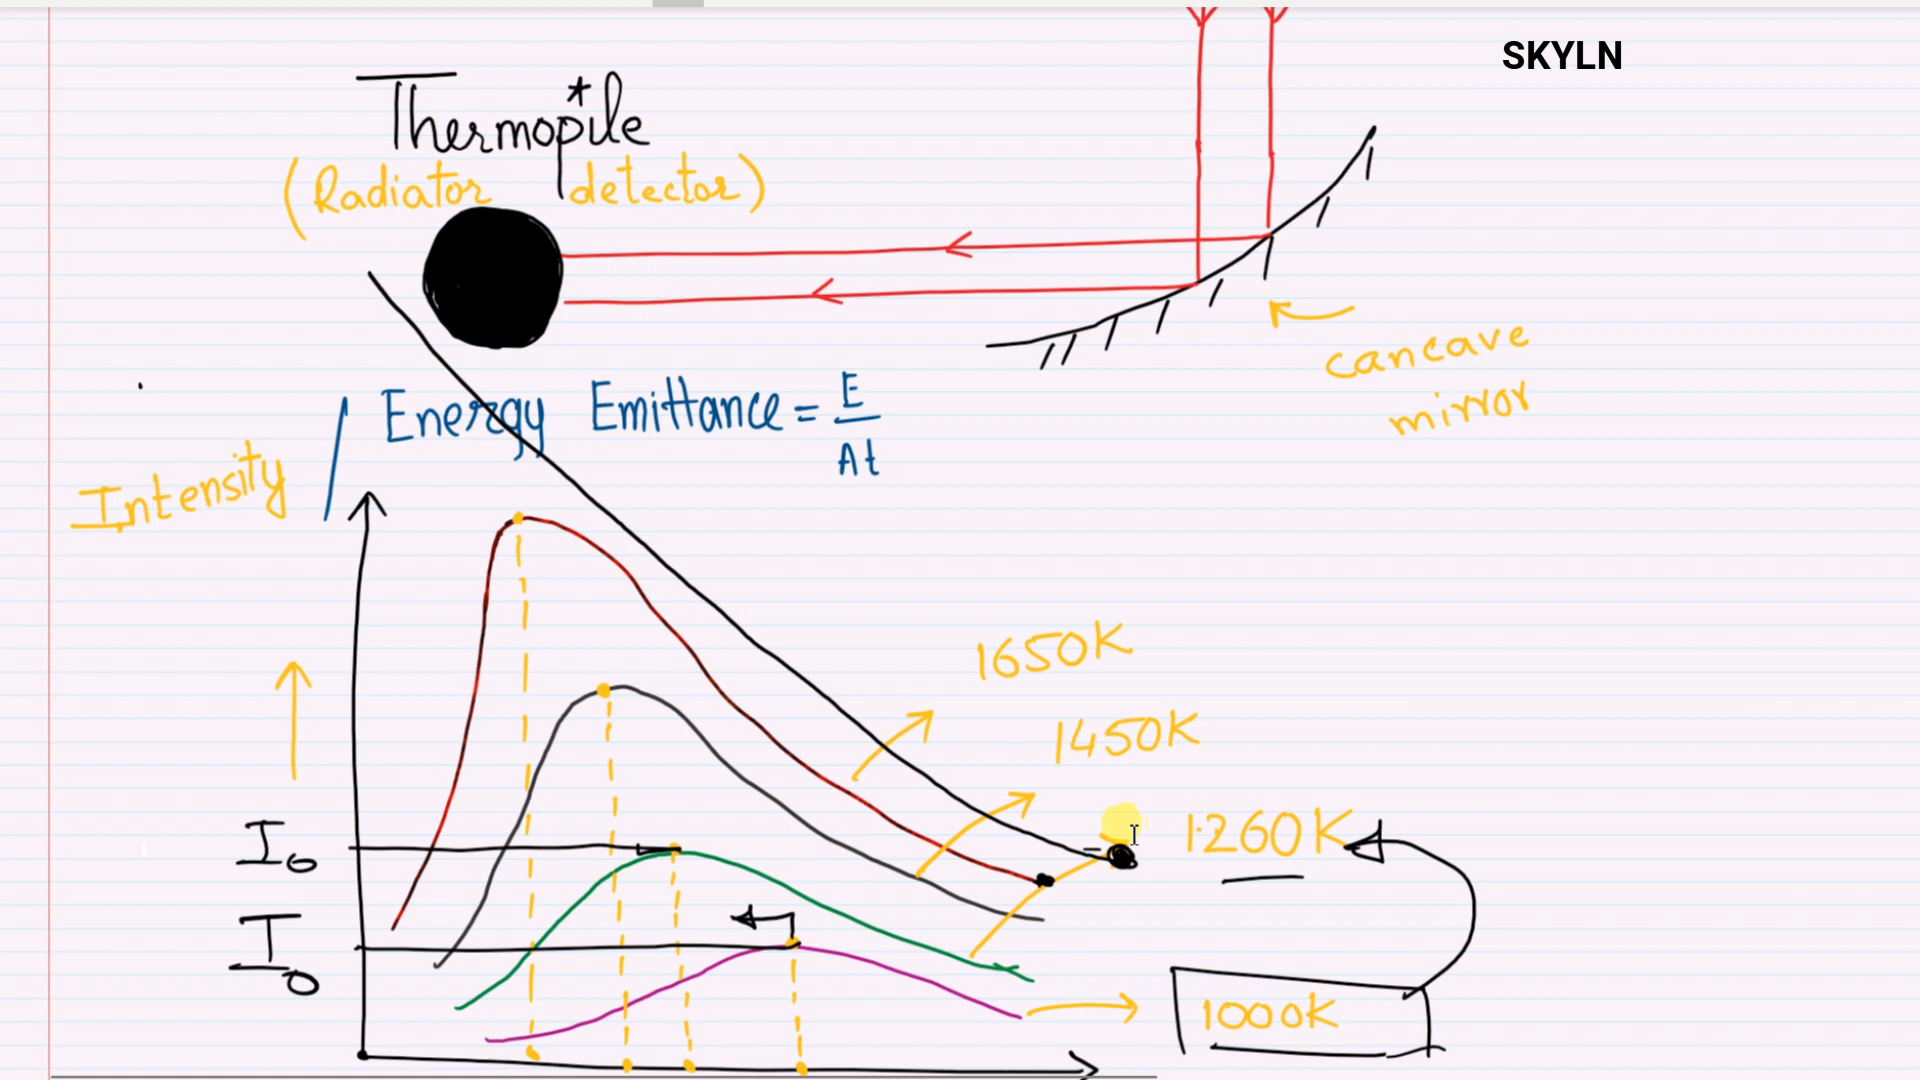 SKYLN
Thermopile*
(Radiator detector)
cancave
mirror
Energy Emittance = E/At
Intensity
1650K
1450K
1260K
I₀
I₀
1000K